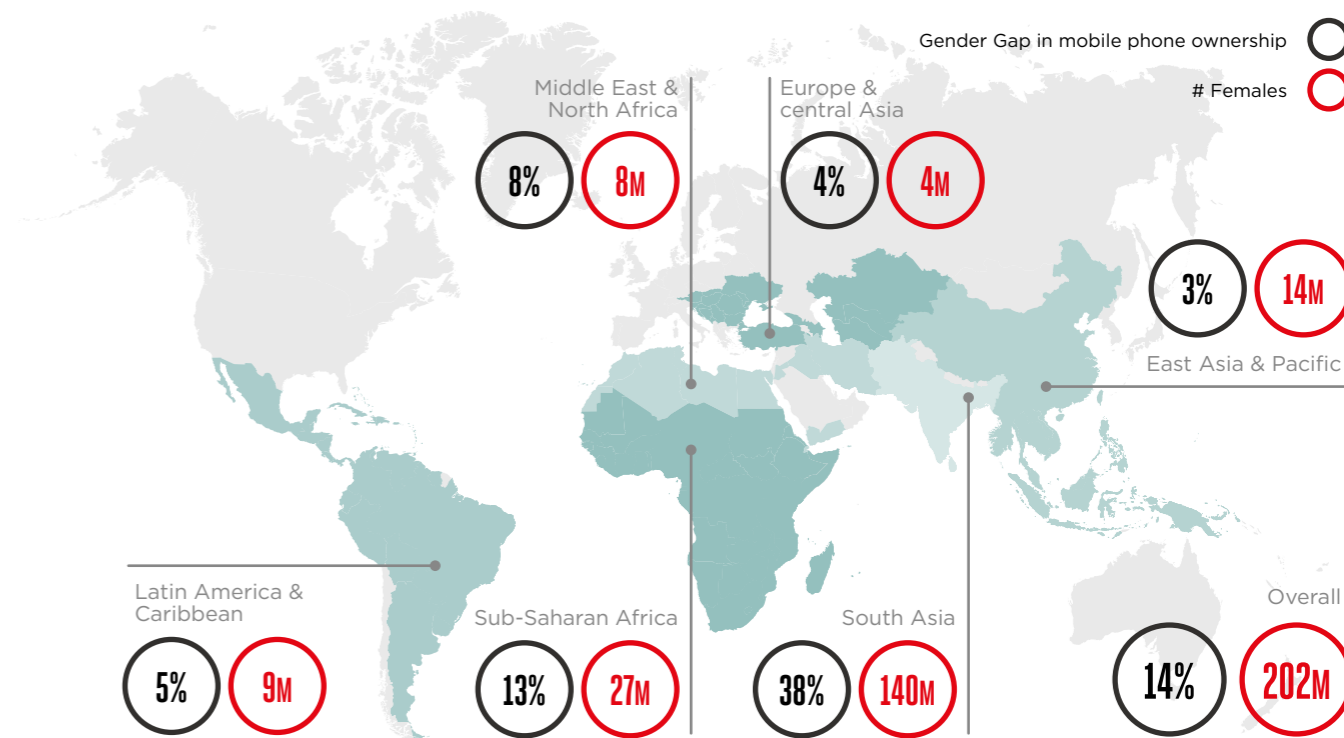 Gender Gap in mobile phone ownership
# Females
Middle East &
North Africa
8%
8M
Europe &
central Asia
4%
4M
3%
14M
East Asia & Pacific
Latin America &
Caribbean
5%
9M
Sub-Saharan Africa
13%
27M
South Asia
38%
140M
Overall
14%
202M